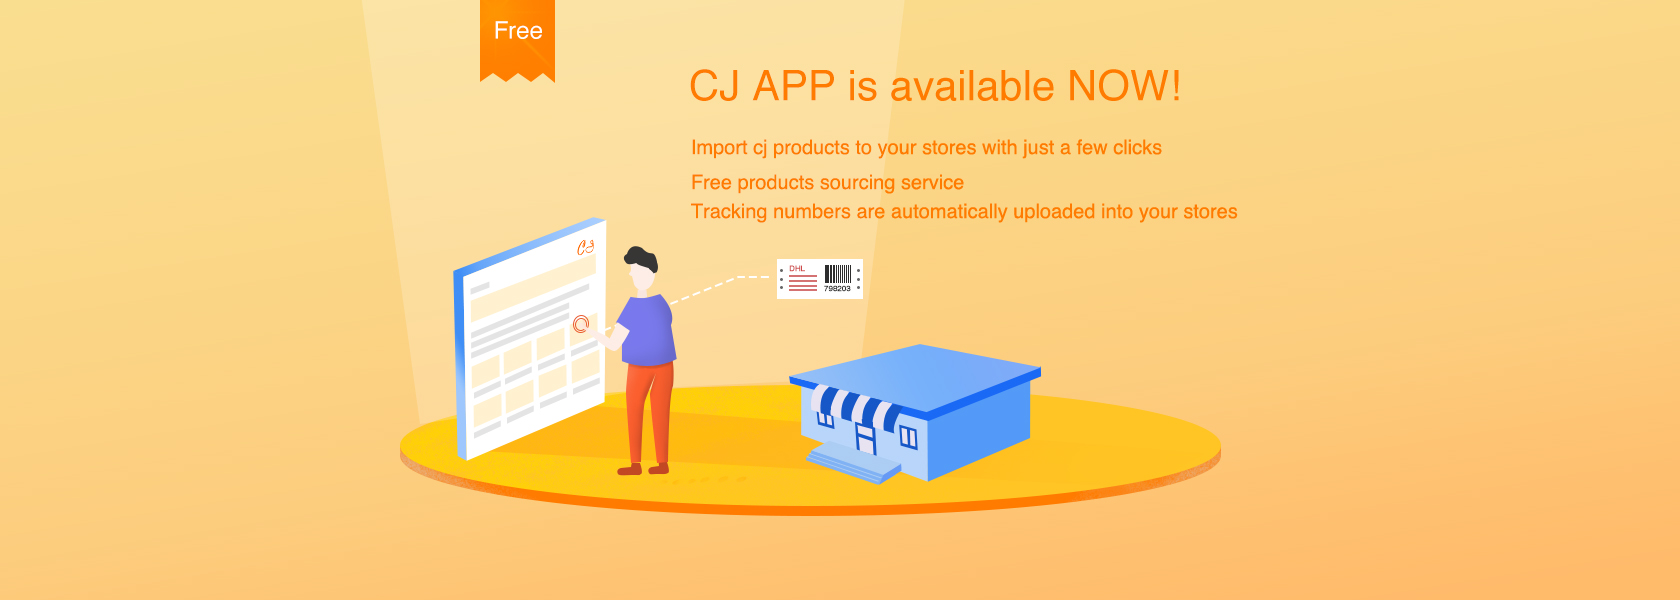 Free
CJ APP is available NOW!
Import cj products to your stores with just a few clicks
Free products sourcing service
Tracking numbers are automatically uploaded into your stores
CJ
DHL
798203